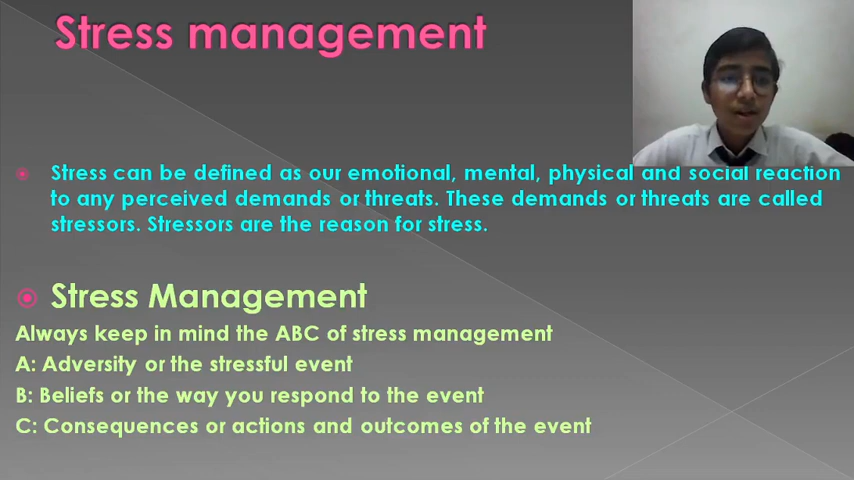 Stress management
Stress can be defined as our emotional, mental, physical and social reaction
to any perceived demands or threats. These demands or threats are called
stressors. Stressors are the reason for stress.
Stress Management
Always keep in mind the ABC of stress management
A: Adversity or the stressful event
B: Beliefs or the way you respond to the event
C: Consequences or actions and outcomes of the event